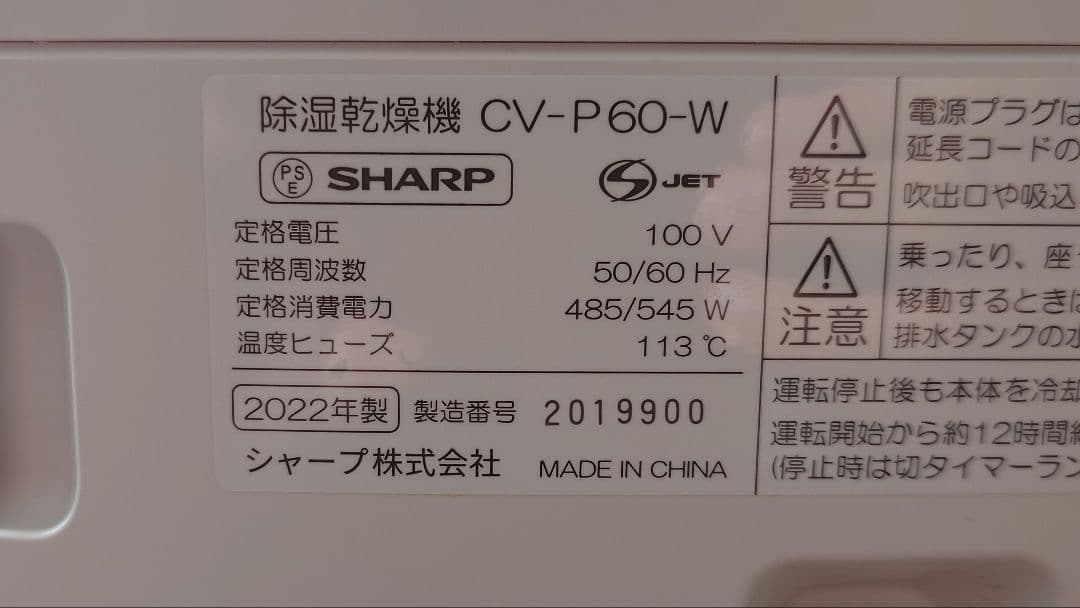 除湿乾燥機 CV-P60-W
PSE SHARP
S JET
定格電圧 100 V
定格周波数 50/60 Hz
定格消費電力 485/545 W
温度ヒューズ 113 ℃
2022年製 製造番号 2019900
シャープ株式会社 MADE IN CHINA
警告
電源プラグは
延長コードの
吹出口や吸込
注意
乗ったり、座
移動するときは
排水タンクの水
運転停止後も本体を冷却
運転開始から約12時間
(停止時は切タイマーラン